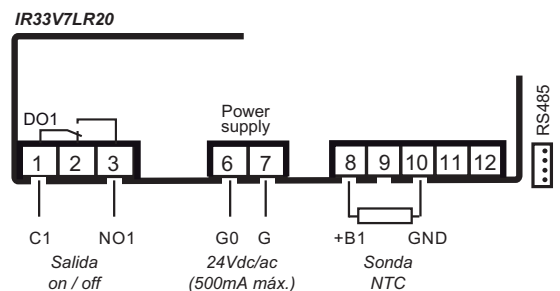 IR33V7LR20
DO1
Power
supply
RS485
1 2 3 6 7 8 9 10 11 12
C1 NO1 G0 G +B1 GND
Salida
on / off
24Vdc/ac
(500mA máx.)
Sonda
NTC